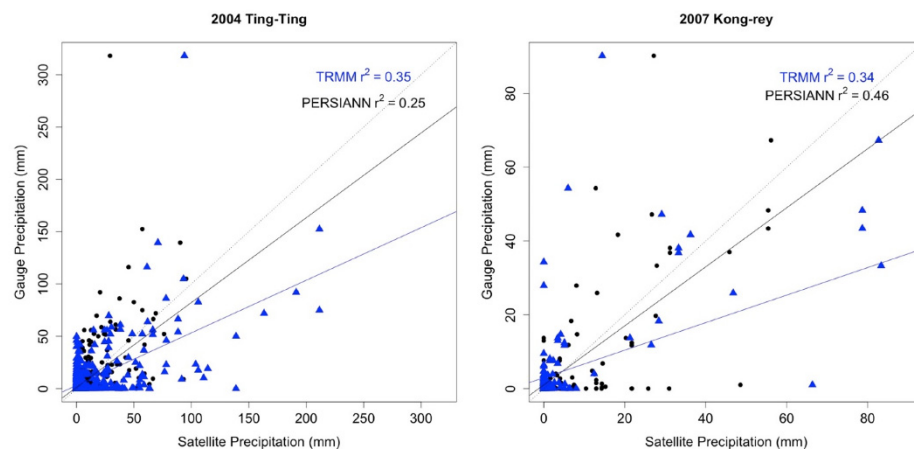 2004 Ting-Ting
TRMM r² = 0.35
PERSIANN r² = 0.25
Gauge Precipitation (mm)
300
250
200
150
100
50
0
0 50 100 150 200 250 300
Satellite Precipitation (mm)
2007 Kong-rey
TRMM r² = 0.34
PERSIANN r² = 0.46
Gauge Precipitation (mm)
80
60
40
20
0
0 20 40 60 80
Satellite Precipitation (mm)